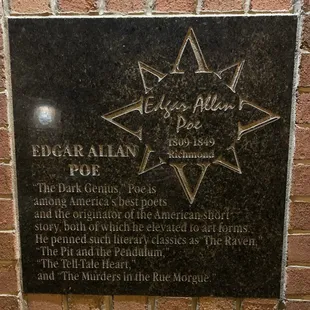 Edgar Allan
Poe
1809-1849
Richmond
EDGAR ALLAN
POE
"The Dark Genius," Poe is
among America's best poets
and the originator of the American short
story, both of which he elevated to art forms.
He penned such literary classics as "The Raven,"
"The Pit and the Pendulum,"
"The Tell-Tale Heart,"
and "The Murders in the Rue Morgue."